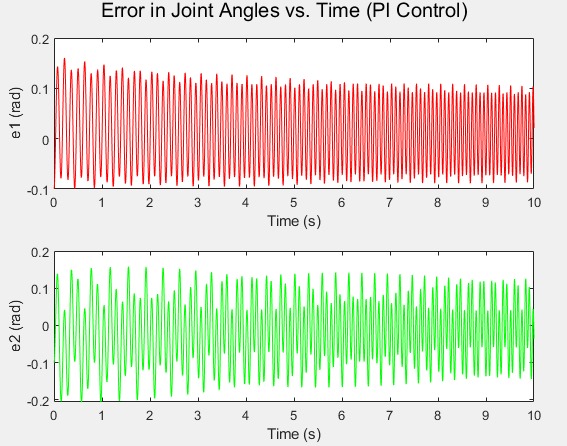 Error in Joint Angles vs. Time (PI Control)
0.2
0.1
0
-0.1
e1 (rad)
0 1 2 3 4 5 6 7 8 9 10
Time (s)
0.2
0.1
0
-0.1
-0.2
e2 (rad)
0 1 2 3 4 5 6 7 8 9 10
Time (s)